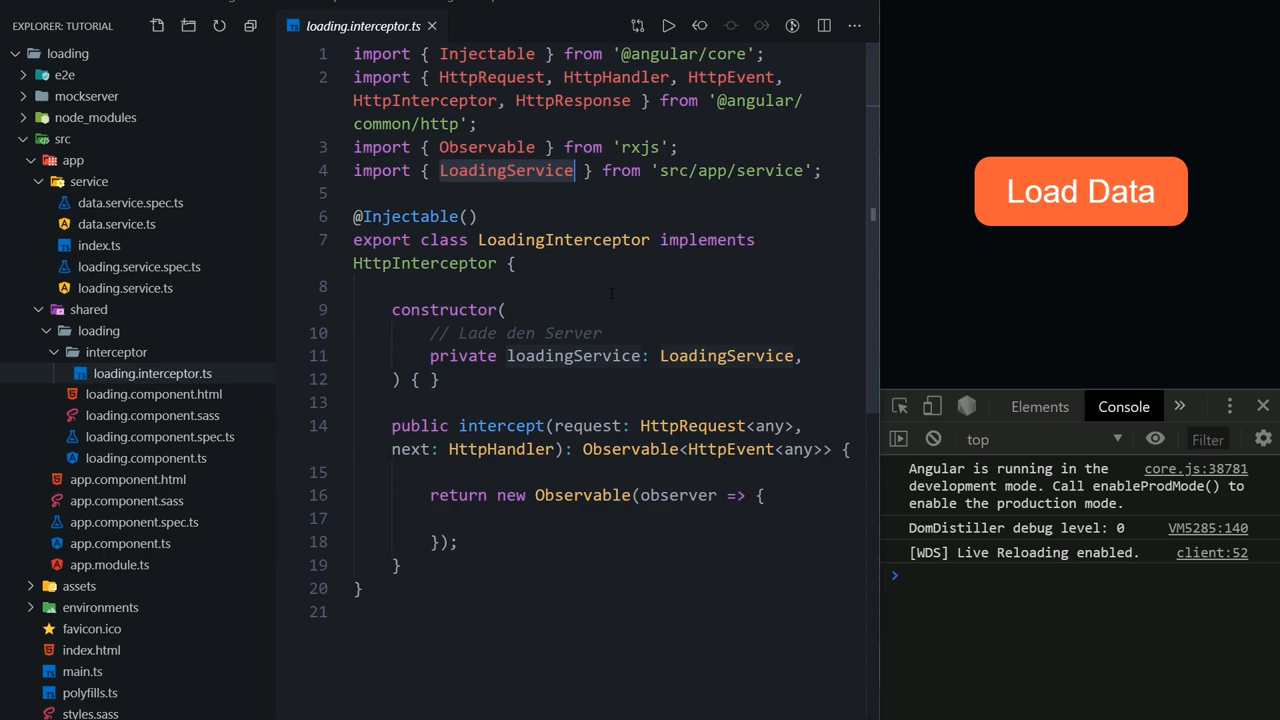 EXPLORER: TUTORIAL
loading
e2e
mockserver
node_modules
src
app
service
data.service.spec.ts
data.service.ts
index.ts
loading.service.spec.ts
loading.service.ts
shared
loading
interceptor
loading.interceptor.ts
loading.component.html
loading.component.sass
loading.component.spec.ts
loading.component.ts
app.component.html
app.component.sass
app.component.spec.ts
app.component.ts
app.module.ts
assets
environments
favicon.ico
index.html
main.ts
polyfills.ts
styles.sass
TS loading.interceptor.ts
1 import { Injectable } from '@angular/core';
2 import { HttpRequest, HttpHandler, HttpEvent,
HttpInterceptor, HttpResponse } from '@angular/
common/http';
3 import { Observable } from 'rxjs';
4 import { LoadingService } from 'src/app/service';
5
6 @Injectable()
7 export class LoadingInterceptor implements
HttpInterceptor {
8
9 constructor(
10 // Lade den Server
11 private loadingService: LoadingService,
12 ) { }
13
14 public intercept(request: HttpRequest<any>,
next: HttpHandler): Observable<HttpEvent<any>> {
15
16 return new Observable(observer => {
17
18 });
19 }
20 }
21
Load Data
Elements Console
top Filter
Angular is running in the core.js:38781
development mode. Call enableProdMode() to
enable the production mode.
DomDistiller debug level: 0 VM5285:140
[WDS] Live Reloading enabled. client:52